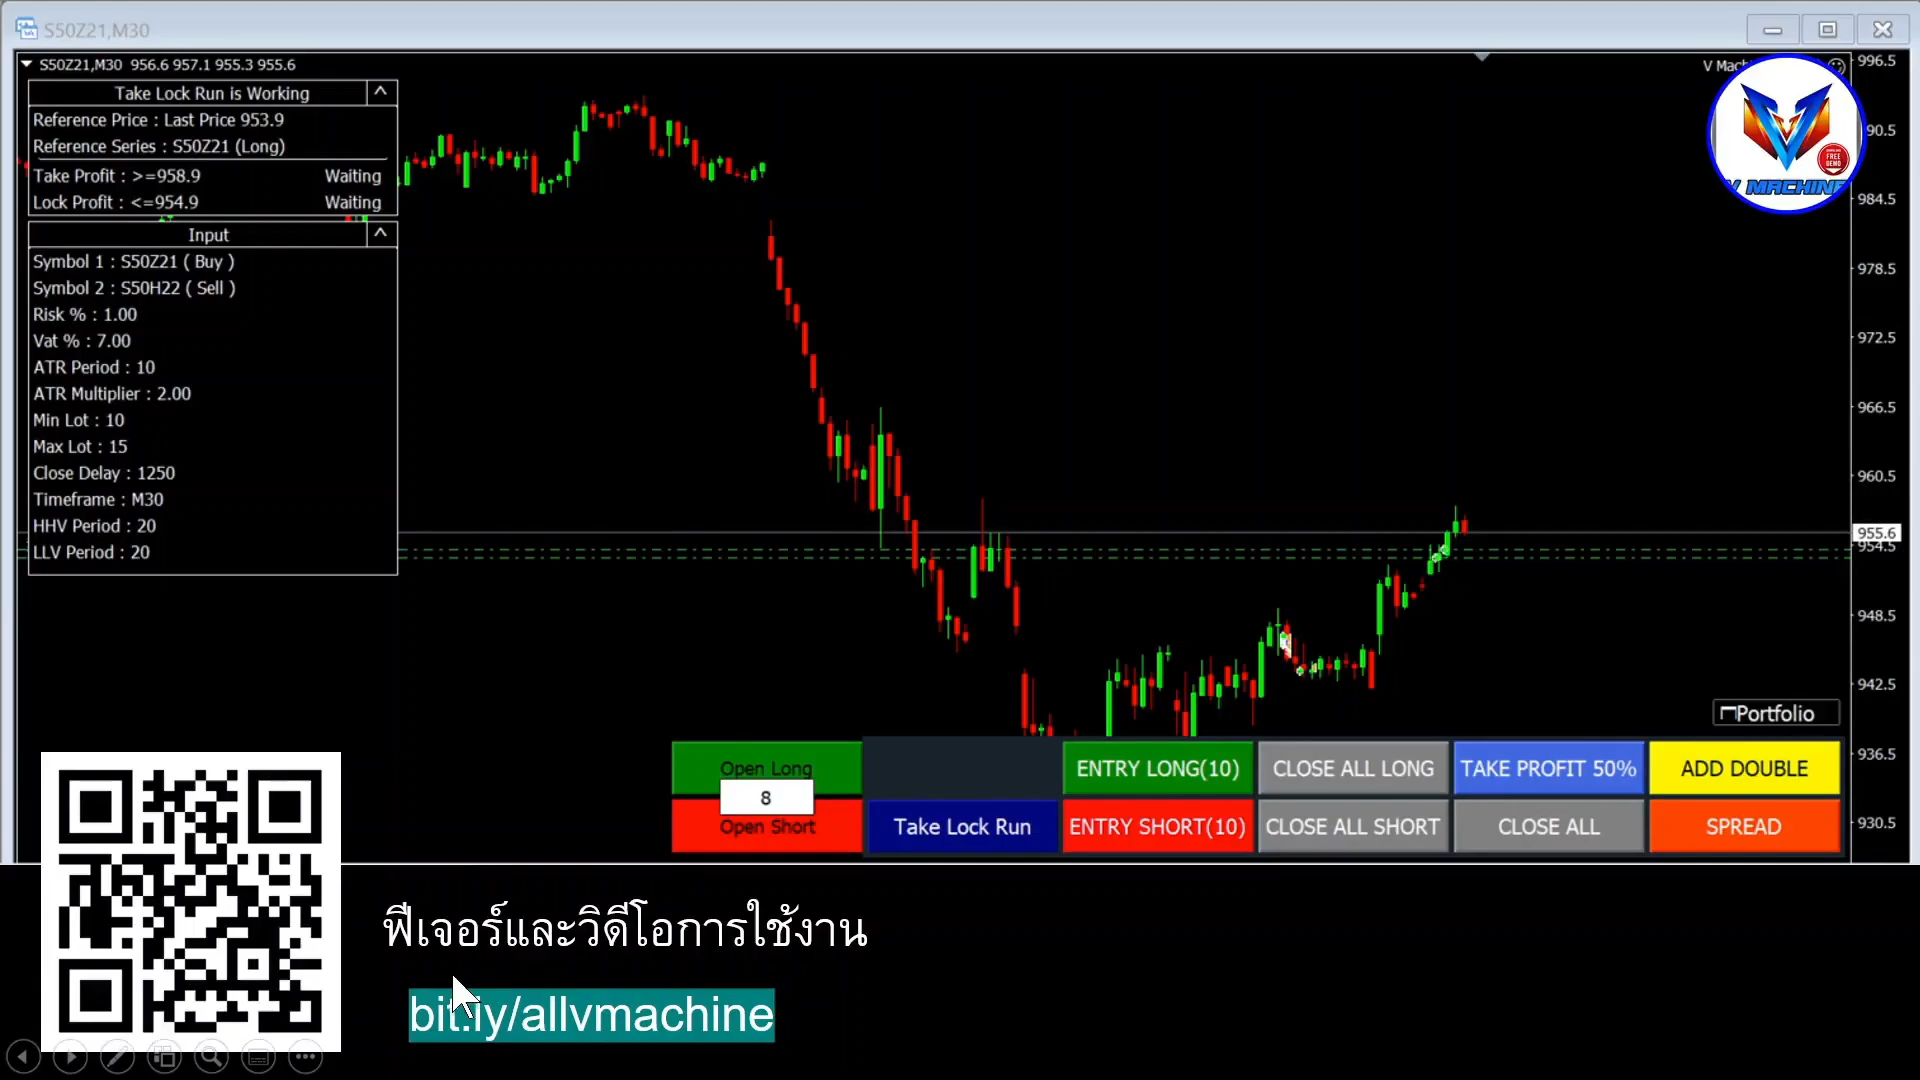 S50Z21,M30
S50Z21,M30 956.6 957.1 955.3 955.6
Take Lock Run is Working
Reference Price : Last Price 953.9
Reference Series : S50Z21 (Long)
Take Profit : >=958.9 Waiting
Lock Profit : <=954.9 Waiting
Input
Symbol 1 : S50Z21 ( Buy )
Symbol 2 : S50H22 ( Sell )
Risk % : 1.00
Vat % : 7.00
ATR Period : 10
ATR Multiplier : 2.00
Min Lot : 10
Max Lot : 15
Close Delay : 1250
Timeframe : M30
HHV Period : 20
LLV Period : 20
V MACHINE
FREE
DEMO
996.5
90.5
984.5
978.5
972.5
966.5
960.5
955.6
954.5
948.5
942.5
936.5
930.5
Portfolio
Open Long
8
Open Short
Take Lock Run
ENTRY LONG(10)
ENTRY SHORT(10)
CLOSE ALL LONG
CLOSE ALL SHORT
TAKE PROFIT 50%
CLOSE ALL
ADD DOUBLE
SPREAD
ฟีเจอร์และวิดีโอการใช้งาน
bit.ly/allvmachine